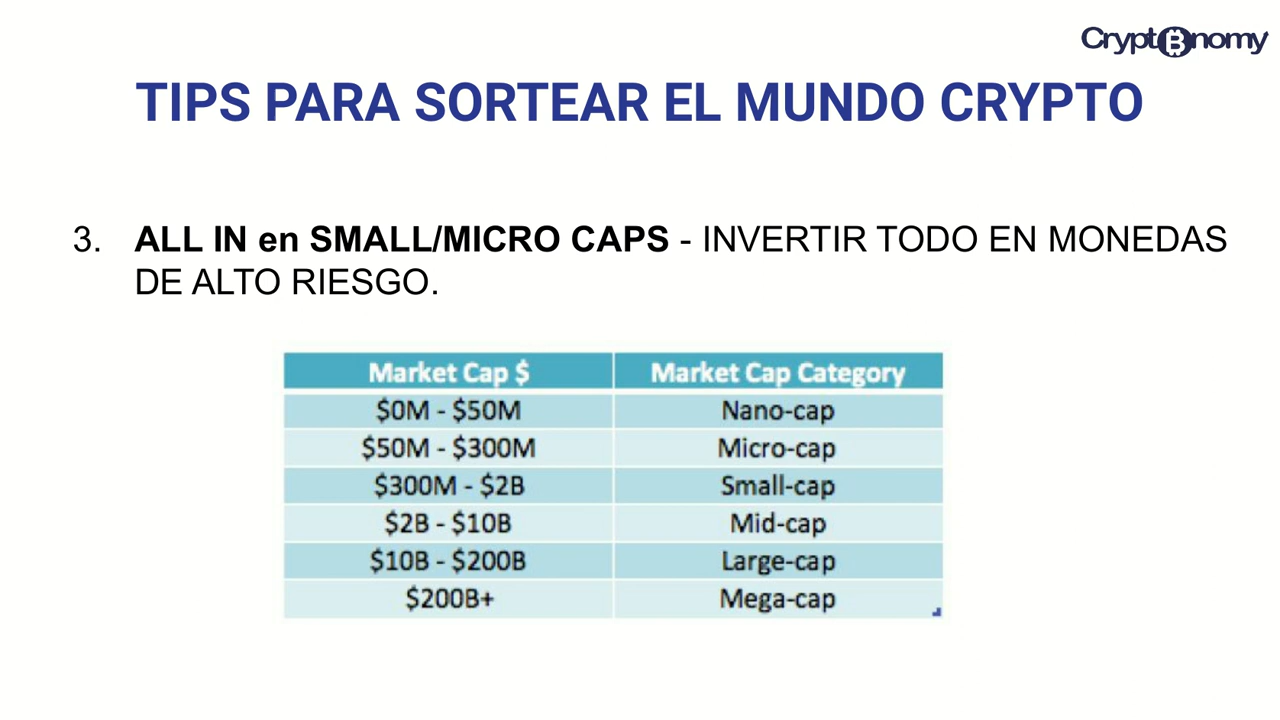 Crypt₿nomy
TIPS PARA SORTEAR EL MUNDO CRYPTO
3. ALL IN en SMALL/MICRO CAPS - INVERTIR TODO EN MONEDAS
DE ALTO RIESGO.
Market Cap $ Market Cap Category
$0M - $50M Nano-cap
$50M - $300M Micro-cap
$300M - $2B Small-cap
$2B - $10B Mid-cap
$10B - $200B Large-cap
$200B+ Mega-cap